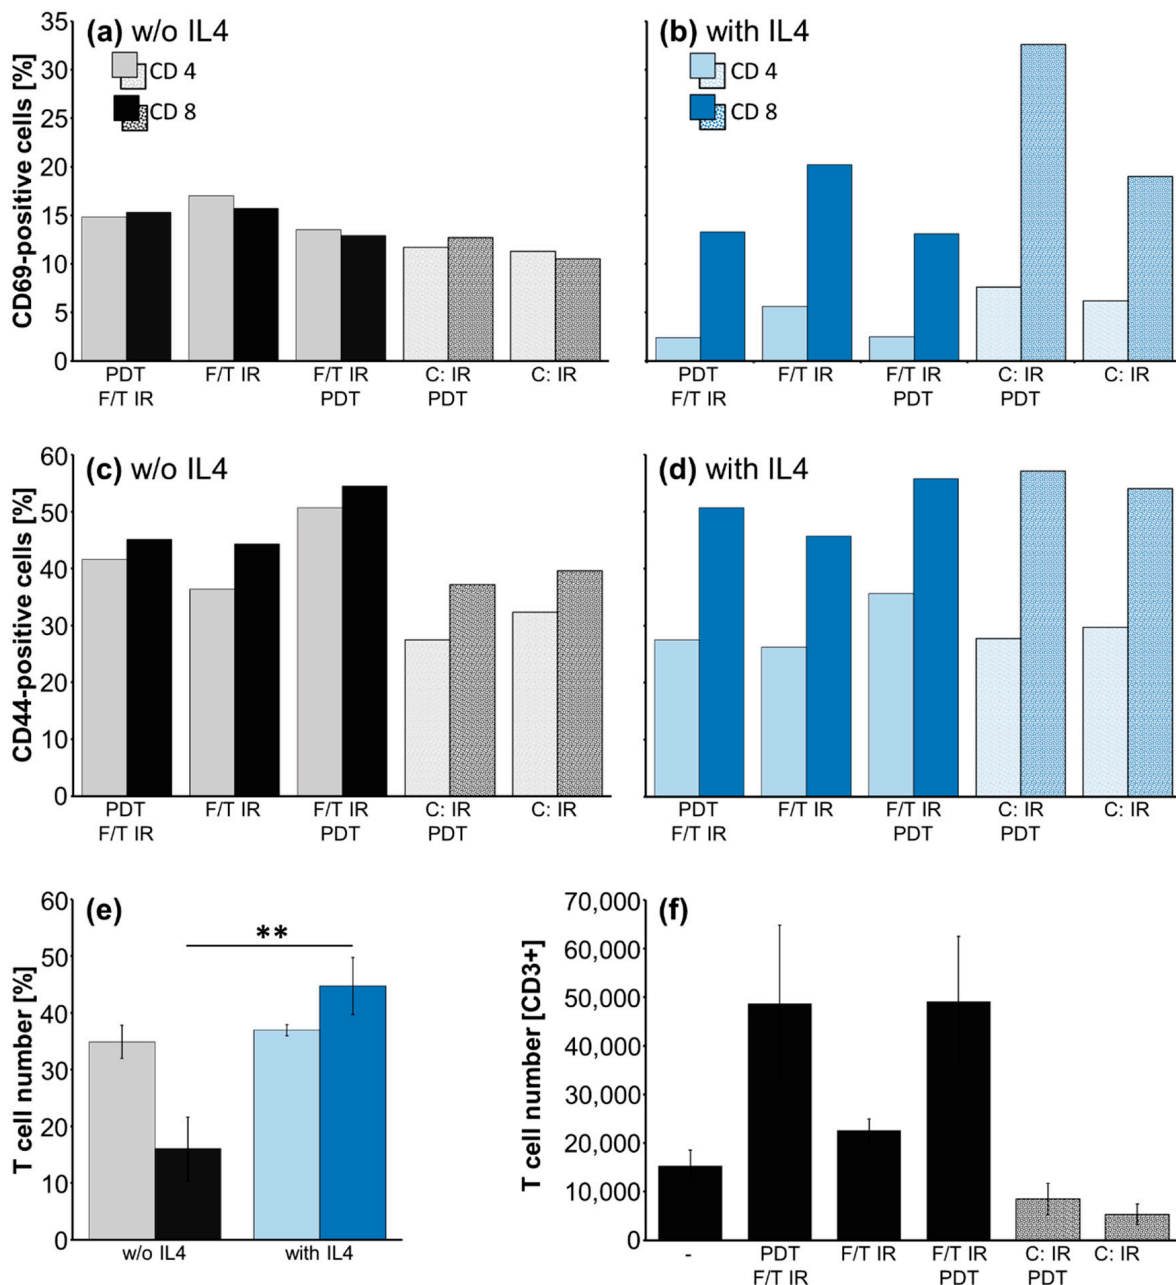 (a) w/o IL4
CD 4
CD 8
CD69-positive cells [%]
35
30
25
20
15
10
5
0
PDT F/T IR F/T IR C: IR C: IR
F/T IR PDT PDT
(b) with IL4
CD 4
CD 8
PDT F/T IR F/T IR C: IR C: IR
F/T IR PDT PDT
(c) w/o IL4
CD44-positive cells [%]
60
50
40
30
20
10
0
PDT F/T IR F/T IR C: IR C: IR
F/T IR PDT PDT
(d) with IL4
PDT F/T IR F/T IR C: IR C: IR
F/T IR PDT PDT
(e)
T cell number [%]
60
50
40
30
20
10
0
**
w/o IL4 with IL4
(f)
T cell number [CD3+]
70,000
60,000
50,000
40,000
30,000
20,000
10,000
0
- PDT F/T IR F/T IR C: IR C: IR
F/T IR PDT PDT